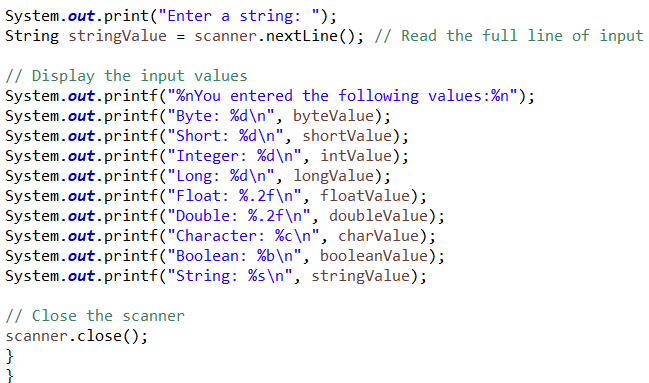 System.out.print("Enter a string: ");
String stringValue = scanner.nextLine(); // Read the full line of input
// Display the input values
System.out.printf("%nYou entered the following values:%n");
System.out.printf("Byte: %d\n", byteValue);
System.out.printf("Short: %d\n", shortValue);
System.out.printf("Integer: %d\n", intValue);
System.out.printf("Long: %d\n", longValue);
System.out.printf("Float: %.2f\n", floatValue);
System.out.printf("Double: %.2f\n", doubleValue);
System.out.printf("Character: %c\n", charValue);
System.out.printf("Boolean: %b\n", booleanValue);
System.out.printf("String: %s\n", stringValue);
// Close the scanner
scanner.close();
}
}